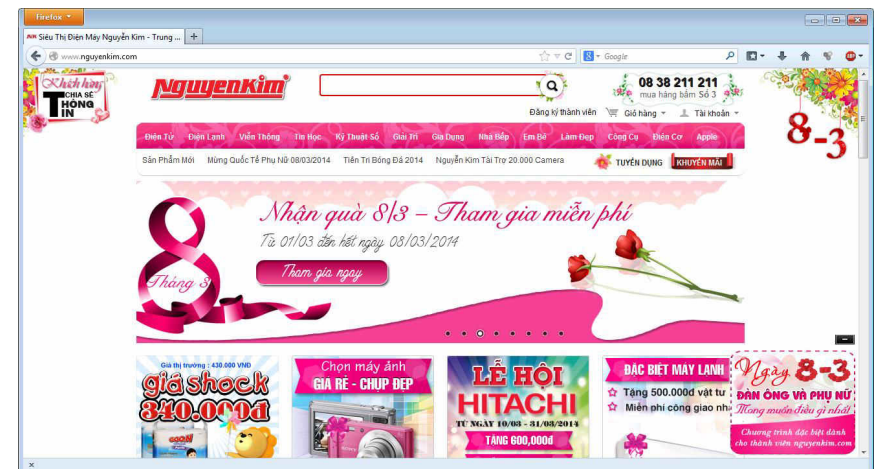 Firefox
Siêu Thị Điện Máy Nguyễn Kim - Trung ...
www.nguyenkim.com
Google
Khách hàng
CHIA SẺ
THÔNG
TIN
NguyenKim
08 38 211 211
mua hàng bấm Số 3
Đăng ký thành viên Giỏ hàng Tài khoản
8-3
Điện Tử Điện Lạnh Viễn Thông Tin Học Kỹ Thuật Số Giải Trí Gia Dụng Nhà Bếp Em Bé Làm Đẹp Công Cụ Điện Cơ Apple
Sản Phẩm Mới Mừng Quốc Tế Phụ Nữ 08/03/2014 Tiên Tri Bóng Đá 2014 Nguyễn Kim Tài Trợ 20.000 Camera TUYỂN DỤNG KHUYẾN MÃI
Nhận quà 8/3 – Tham gia miễn phí
Từ 01/03 đến hết ngày 08/03/2014
Tháng 3
Tham gia ngay
Giá thị trường : 430.000 VNĐ
giá shock
340.000đ
GOON
Chọn máy ảnh
GIÁ RẺ - CHỤP ĐẸP
LỄ HỘI
HITACHI
TỪ NGÀY 10/03 - 31/03/2014
TẶNG 600,000đ
ĐẶC BIỆT MÁY LẠNH
Tặng 500.000đ vật tư
Miễn phí công giao nh
Ngày 8-3
ĐÀN ÔNG VÀ PHỤ NỮ
Mong muốn điều gì nhất
Chương trình đặc biệt dành
cho thành viên nguyenkim.com